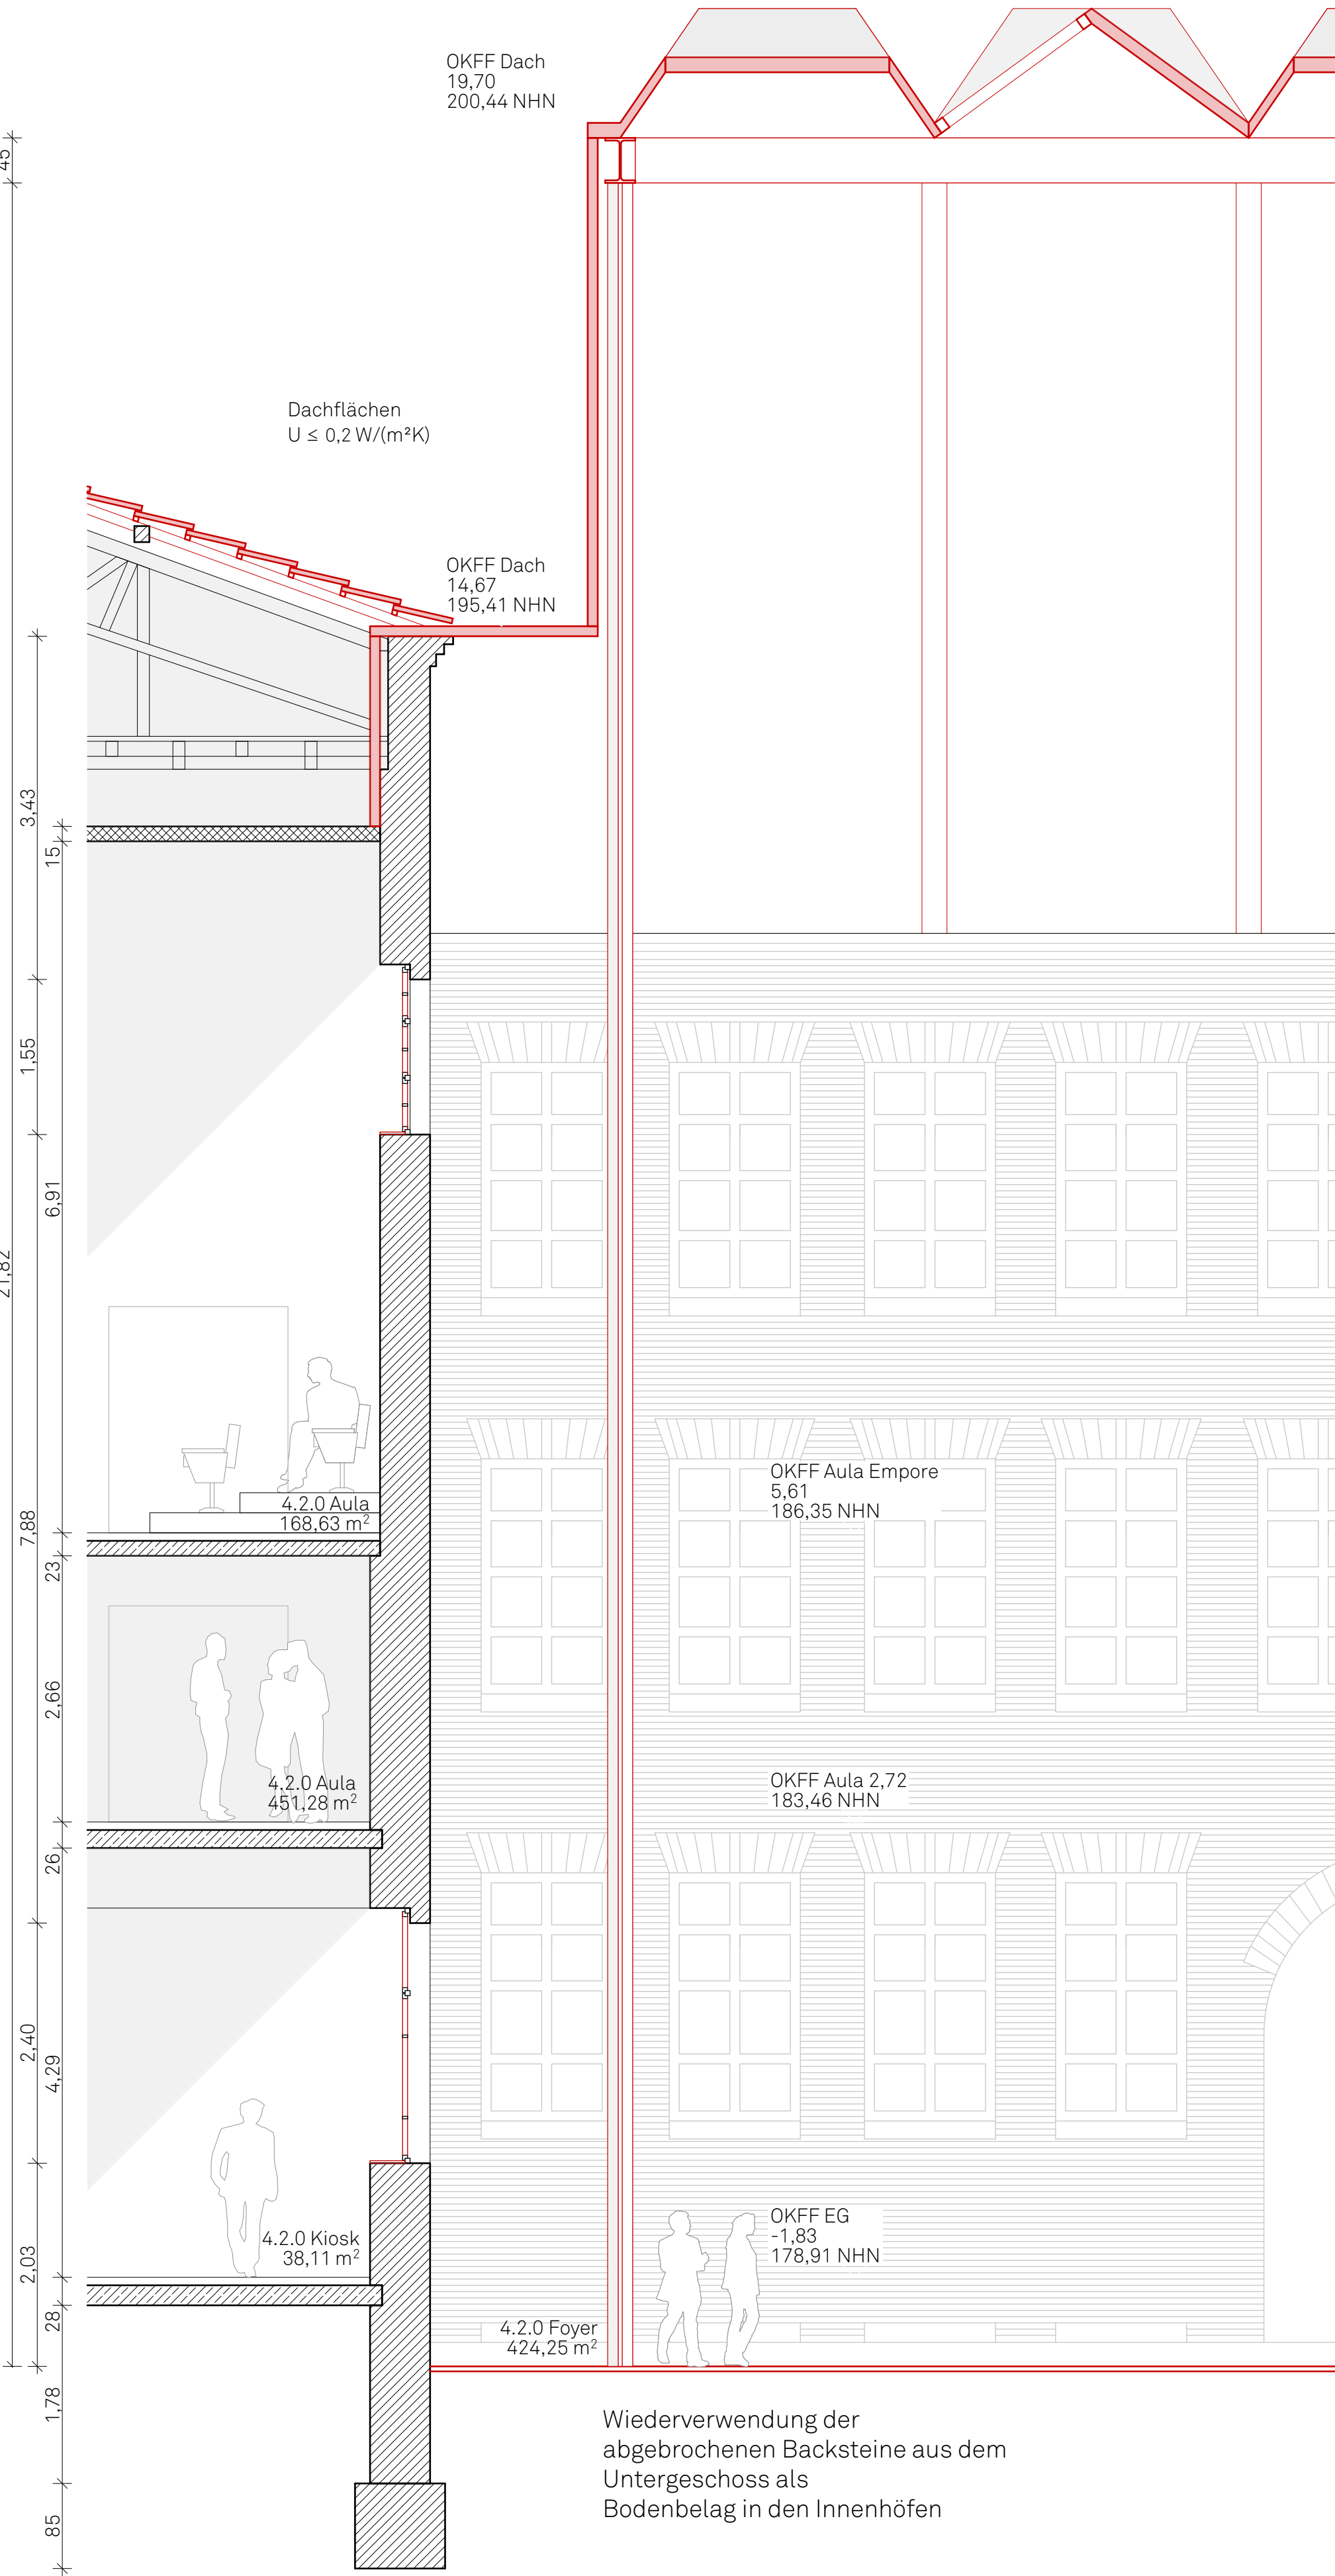 OKFF Dach
19,70
200,44 NHN
45
Dachflächen
U ≤ 0,2 W/(m²K)
OKFF Dach
14,67
195,41 NHN
3,43
15
1,55
6,91
21,82
OKFF Aula Empore
5,61
186,35 NHN
4.2.0 Aula
168,63 m²
7,88
23
2,66
OKFF Aula 2,72
183,46 NHN
4.2.0 Aula
451,28 m²
26
2,40
4,29
OKFF EG
-1,83
178,91 NHN
4.2.0 Kiosk
38,11 m²
2,03
28
4.2.0 Foyer
424,25 m²
1,78
Wiederverwendung der
abgebrochenen Backsteine aus dem
Untergeschoss als
Bodenbelag in den Innenhöfen
85